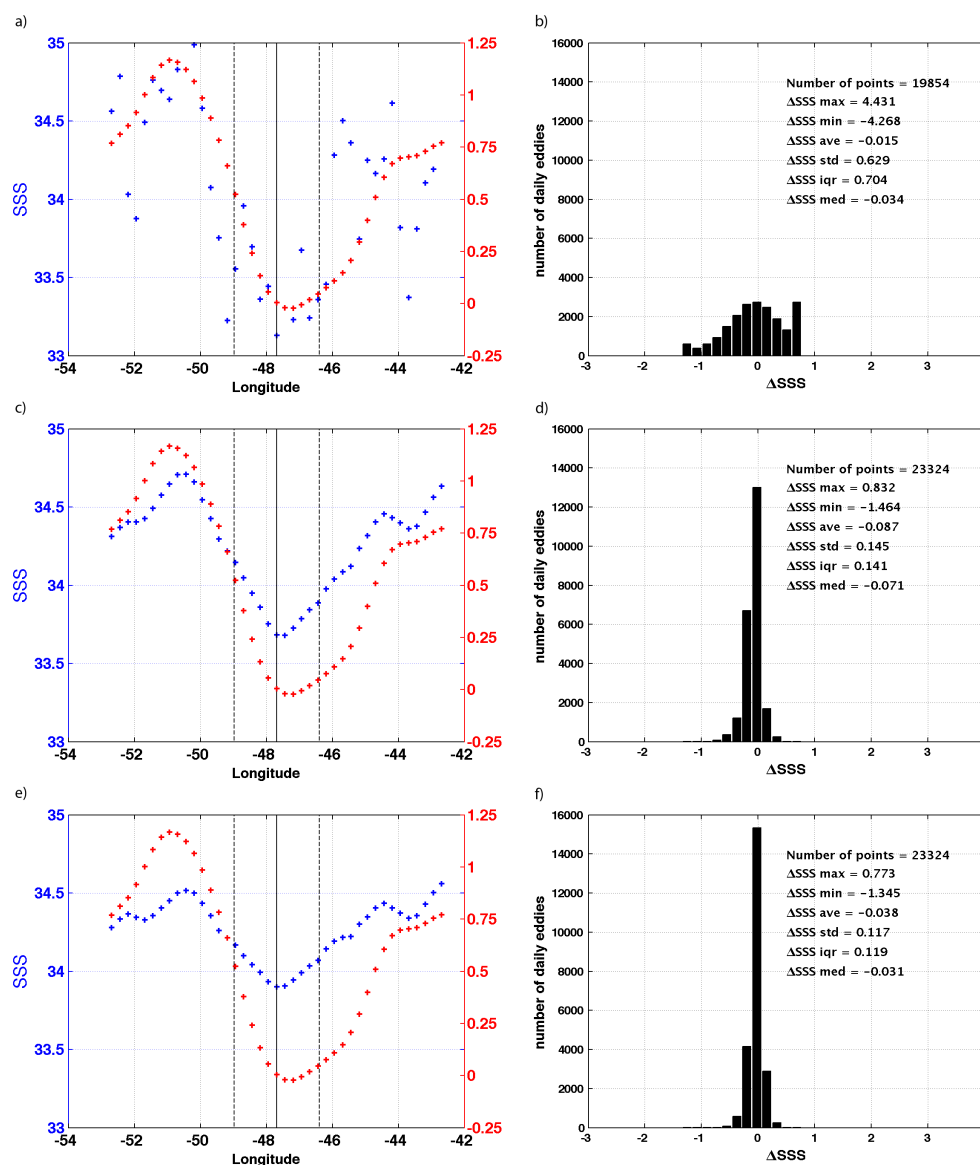 a)
b)
35
34.5
34
33.5
33
SSS
1.25
1
0.75
0.5
0.25
0
-0.25
-54
-52
-50
-48
-46
-44
-42
Longitude
16000
14000
12000
10000
8000
6000
4000
2000
0
number of daily eddies
Number of points = 19854
ΔSSS max = 4.431
ΔSSS min = -4.268
ΔSSS ave = -0.015
ΔSSS std = 0.629
ΔSSS iqr = 0.704
ΔSSS med = -0.034
-3
-2
-1
0
1
2
3
ΔSSS
c)
d)
35
34.5
34
33.5
33
SSS
1.25
1
0.75
0.5
0.25
0
-0.25
-54
-52
-50
-48
-46
-44
-42
Longitude
16000
14000
12000
10000
8000
6000
4000
2000
0
number of daily eddies
Number of points = 23324
ΔSSS max = 0.832
ΔSSS min = -1.464
ΔSSS ave = -0.087
ΔSSS std = 0.145
ΔSSS iqr = 0.141
ΔSSS med = -0.071
-3
-2
-1
0
1
2
3
ΔSSS
e)
f)
35
34.5
34
33.5
33
SSS
1.25
1
0.75
0.5
0.25
0
-0.25
-54
-52
-50
-48
-46
-44
-42
Longitude
16000
14000
12000
10000
8000
6000
4000
2000
0
number of daily eddies
Number of points = 23324
ΔSSS max = 0.773
ΔSSS min = -1.345
ΔSSS ave = -0.038
ΔSSS std = 0.117
ΔSSS iqr = 0.119
ΔSSS med = -0.031
-3
-2
-1
0
1
2
3
ΔSSS